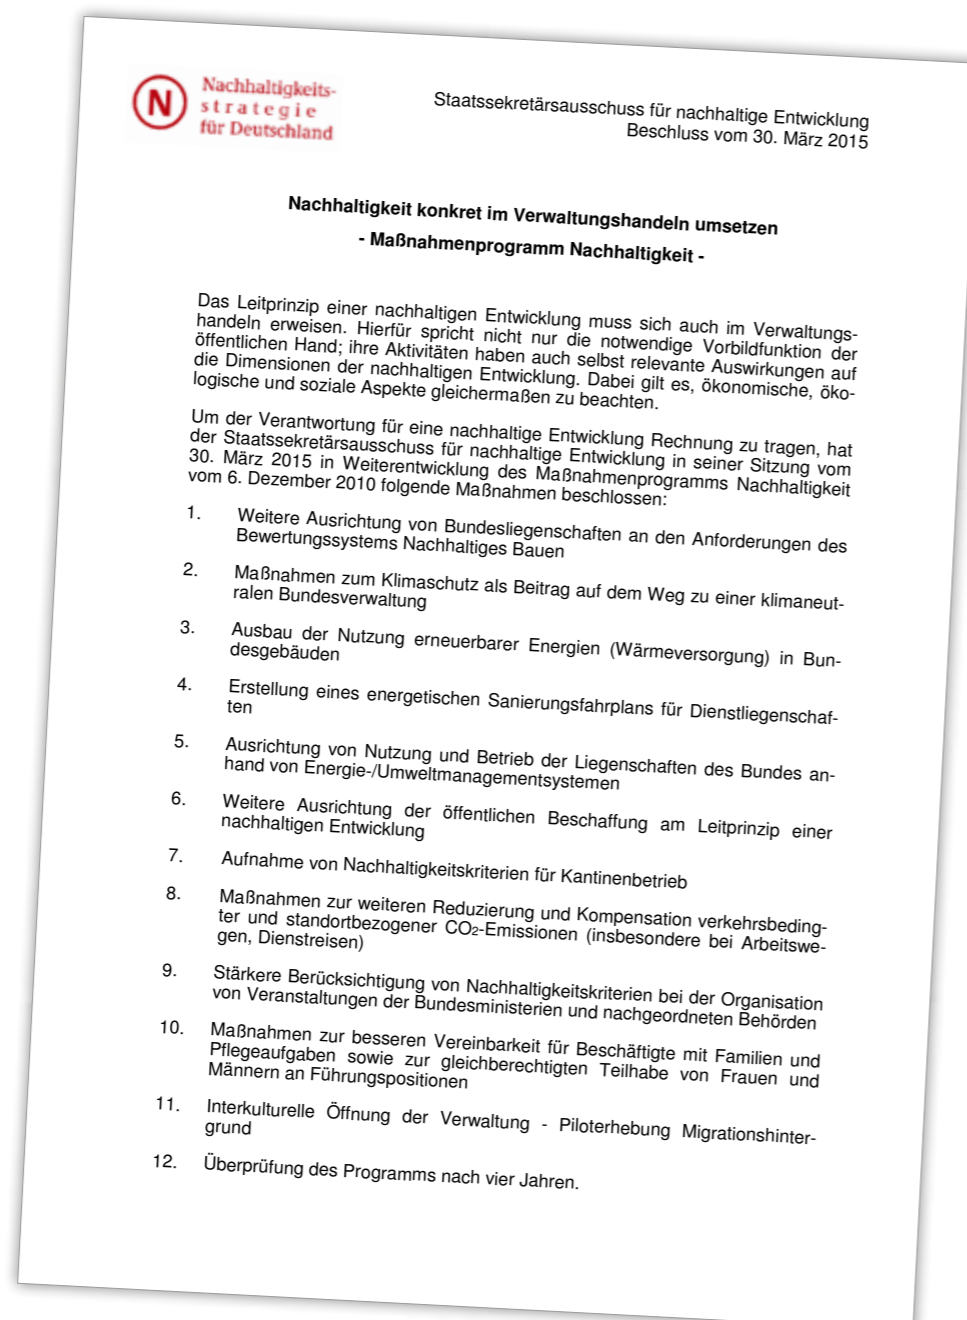 N
Nachhaltigkeits-
strategie
für Deutschland
Staatssekretärsausschuss für nachhaltige Entwicklung
Beschluss vom 30. März 2015
Nachhaltigkeit konkret im Verwaltungshandeln umsetzen
- Maßnahmenprogramm Nachhaltigkeit -
Das Leitprinzip einer nachhaltigen Entwicklung muss sich auch im Verwaltungs-
handeln erweisen. Hierfür spricht nicht nur die notwendige Vorbildfunktion der
öffentlichen Hand; ihre Aktivitäten haben auch selbst relevante Auswirkungen auf
die Dimensionen der nachhaltigen Entwicklung. Dabei gilt es, ökonomische, öko-
logische und soziale Aspekte gleichermaßen zu beachten.
Um der Verantwortung für eine nachhaltige Entwicklung Rechnung zu tragen, hat
der Staatssekretärsausschuss für nachhaltige Entwicklung in seiner Sitzung vom
30. März 2015 in Weiterentwicklung des Maßnahmenprogramms Nachhaltigkeit
vom 6. Dezember 2010 folgende Maßnahmen beschlossen:
1. Weitere Ausrichtung von Bundesliegenschaften an den Anforderungen des
Bewertungssystems Nachhaltiges Bauen
2. Maßnahmen zum Klimaschutz als Beitrag auf dem Weg zu einer klimaneut-
ralen Bundesverwaltung
3. Ausbau der Nutzung erneuerbarer Energien (Wärmeversorgung) in Bun-
desgebäuden
4. Erstellung eines energetischen Sanierungsfahrplans für Dienstliegenschaf-
ten
5. Ausrichtung von Nutzung und Betrieb der Liegenschaften des Bundes an-
hand von Energie-/Umweltmanagementsystemen
6. Weitere Ausrichtung der öffentlichen Beschaffung am Leitprinzip einer
nachhaltigen Entwicklung
7. Aufnahme von Nachhaltigkeitskriterien für Kantinenbetrieb
8. Maßnahmen zur weiteren Reduzierung und Kompensation verkehrsbeding-
ter und standortbezogener CO2-Emissionen (insbesondere bei Arbeitswe-
gen, Dienstreisen)
9. Stärkere Berücksichtigung von Nachhaltigkeitskriterien bei der Organisation
von Veranstaltungen der Bundesministerien und nachgeordneten Behörden
10. Maßnahmen zur besseren Vereinbarkeit für Beschäftigte mit Familien und
Pflegeaufgaben sowie zur gleichberechtigten Teilhabe von Frauen und
Männern an Führungspositionen
11. Interkulturelle Öffnung der Verwaltung - Piloterhebung Migrationshinter-
grund
12. Überprüfung des Programms nach vier Jahren.